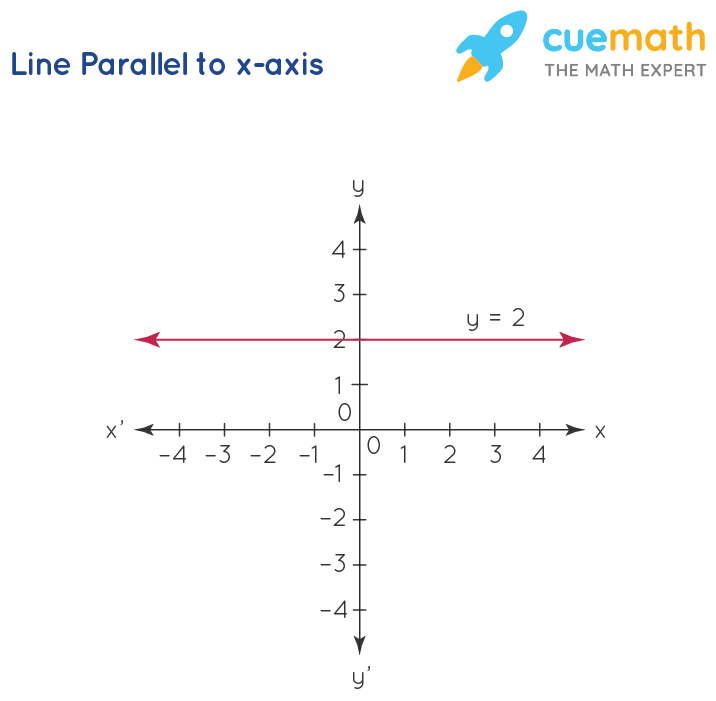 cuemath
THE MATH EXPERT
Line Parallel to x-axis
y
4
3
y = 2
2
1
0
x' x
0
-4 -3 -2 -1 1 2 3 4
-1
-2
-3
-4
y'